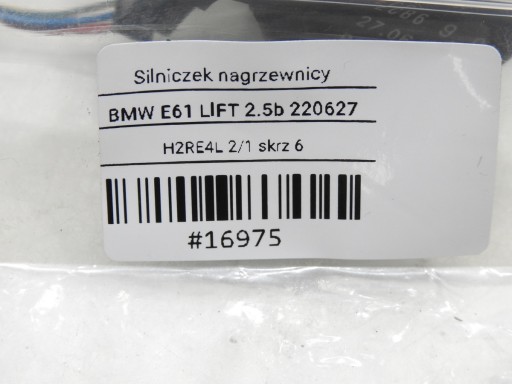 Silniczek nagrzewnicy
BMW E61 LIFT 2.5b 220627
H2RE4L 2/1 skrz 6
#16975